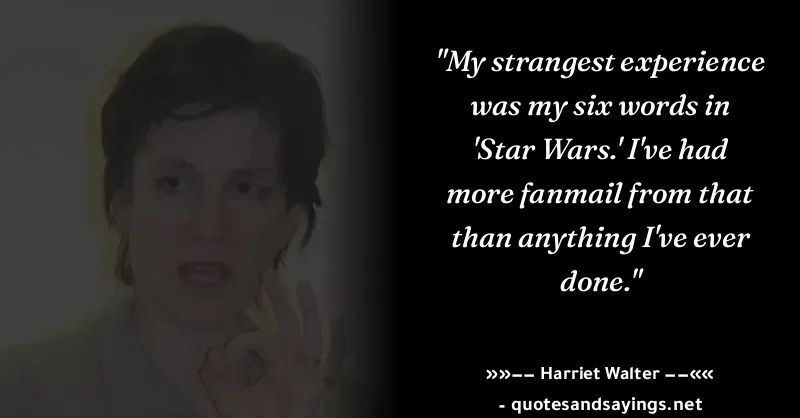 "My strangest experience
was my six words in
'Star Wars.' I've had
more fanmail from that
than anything I've ever
done."
»»–– Harriet Walter ––««
- quotesandsayings.net